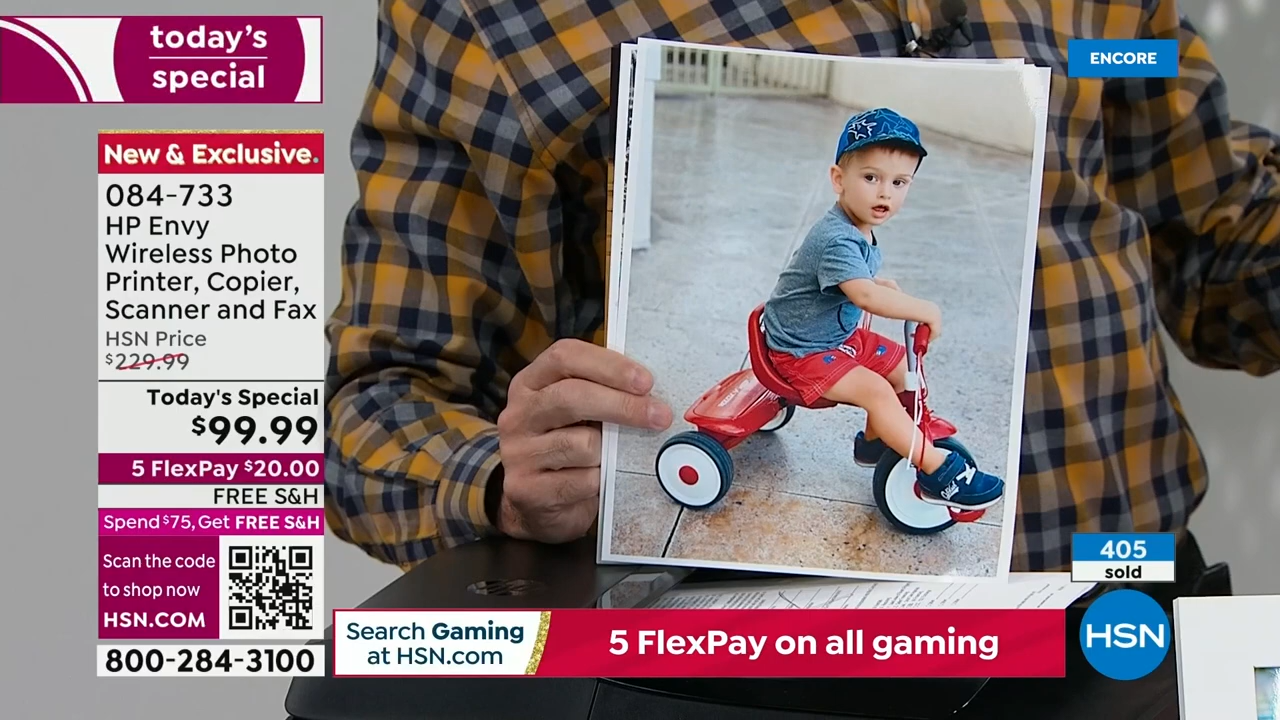 today's
special
ENCORE
New & Exclusive.
084-733
HP Envy
Wireless Photo
Printer, Copier,
Scanner and Fax
HSN Price
$229.99
Today's Special
$99.99
5 FlexPay $20.00
FREE S&H
Spend $75, Get FREE S&H
Scan the code
to shop now
HSN.COM
800-284-3100
405
sold
Search Gaming
at HSN.com
5 FlexPay on all gaming
HSN